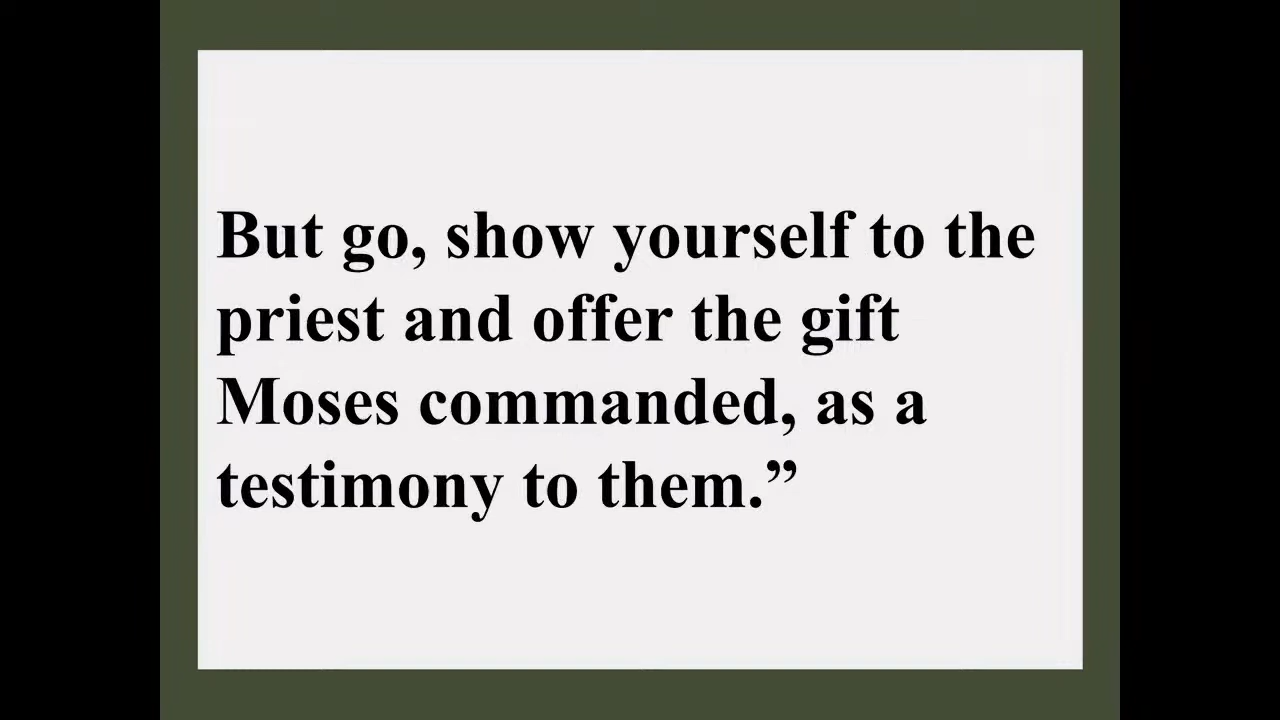 But go, show yourself to the
priest and offer the gift
Moses commanded, as a
testimony to them.”